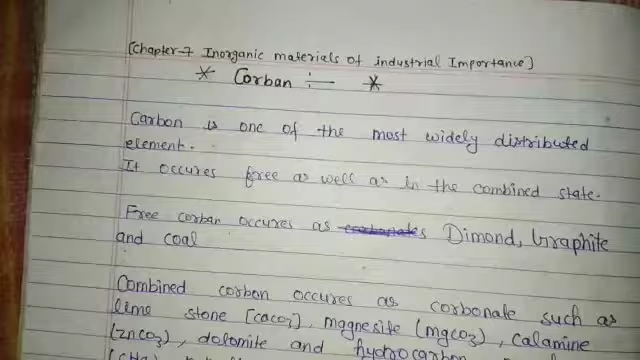 [Chapter-7 Inorganic materials of industrial Importance]
* Corban :- *
Carbon is one of the most widely distributed
element.
It occures free as well as in the combined state.
Free corban occures as carbonates Dimond, Graphite
and coal
Combined corban occures as corbonate such as
lime stone [caco3], magnesite (mgco3), calamine
(znco3), dolomite and hydrocarbon